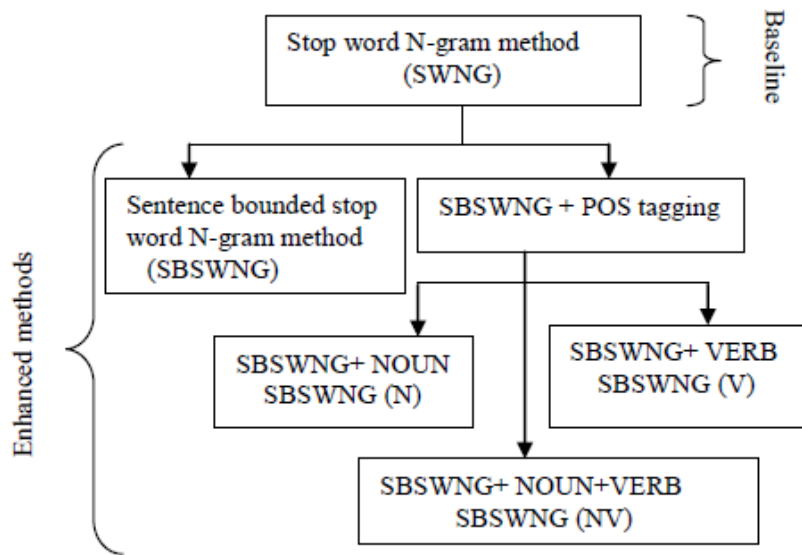 Stop word N-gram method
(SWNG)
Baseline
Sentence bounded stop
word N-gram method
(SBSWNG)
SBSWNG + POS tagging
Enhanced methods
SBSWNG+ NOUN
SBSWNG (N)
SBSWNG+ VERB
SBSWNG (V)
SBSWNG+ NOUN+VERB
SBSWNG (NV)